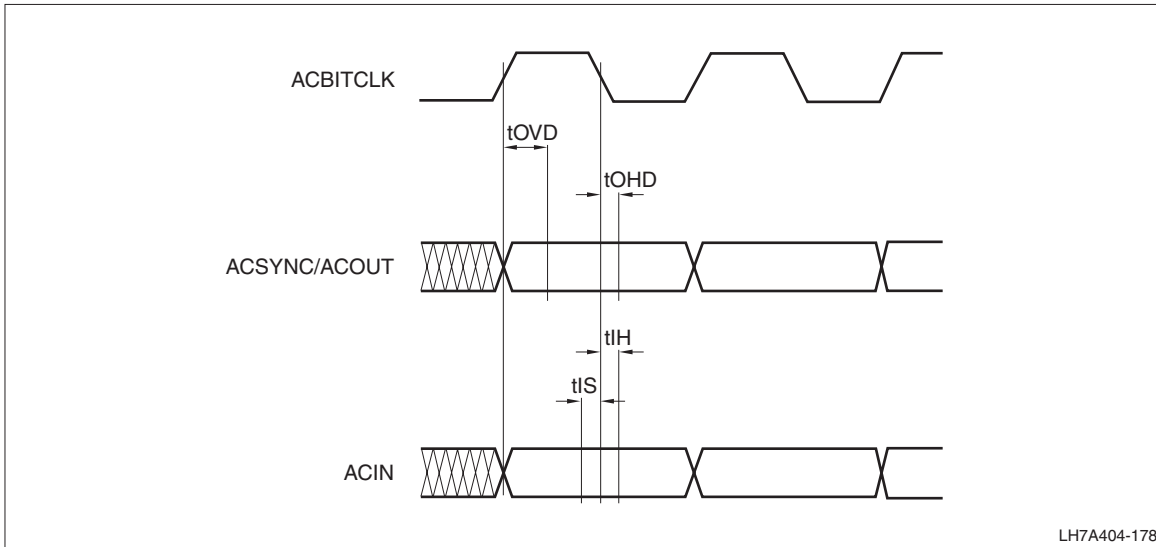 ACBITCLK
tOVD
tOHD
ACSYNC/ACOUT
tIH
tIS
ACIN
LH7A404-178